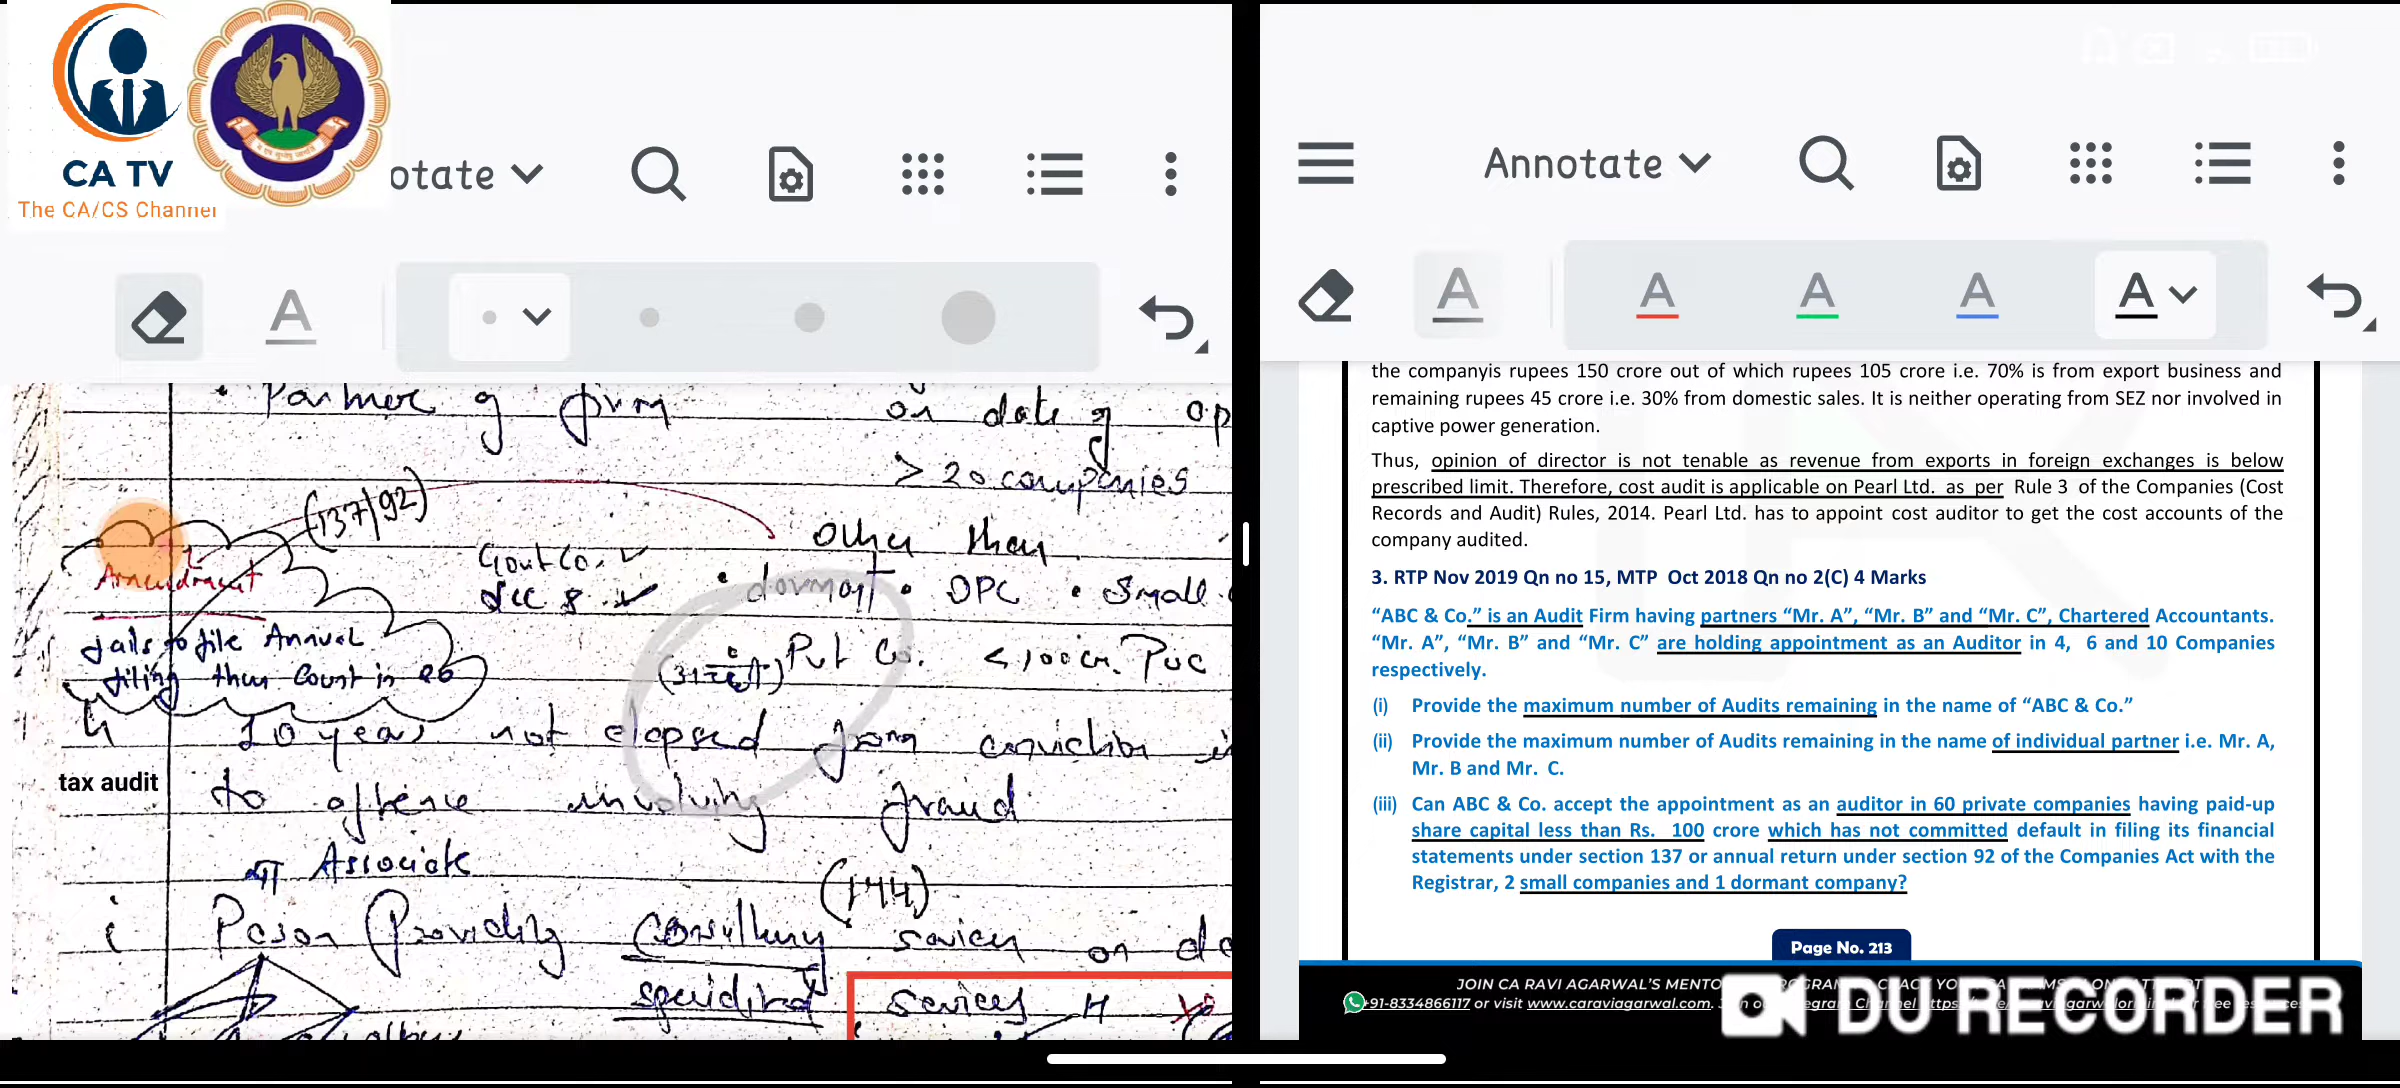 CA TV
The CA/CS Channel
otate
Annotate
A
A
A
A
A
A
Partner of firm
on date of op
> 20 companies
(137/92)
other than
Govt Co.
Sec 8
• dormant • OPC • Small
Amendment
fails to file Annual
filing then Count in 20
Pvt Co. < 100 cr. PUC
h
10 years not elapsed from conviction i
tax audit
to offence involving fraud
Associate
(144)
i Person Providing Consultancy services on da
specialized services
the companyis rupees 150 crore out of which rupees 105 crore i.e. 70% is from export business and
remaining rupees 45 crore i.e. 30% from domestic sales. It is neither operating from SEZ nor involved in
captive power generation.
Thus, opinion of director is not tenable as revenue from exports in foreign exchanges is below
prescribed limit. Therefore, cost audit is applicable on Pearl Ltd. as per Rule 3 of the Companies (Cost
Records and Audit) Rules, 2014. Pearl Ltd. has to appoint cost auditor to get the cost accounts of the
company audited.
3. RTP Nov 2019 Qn no 15, MTP Oct 2018 Qn no 2(C) 4 Marks
“ABC & Co.” is an Audit Firm having partners “Mr. A”, “Mr. B” and “Mr. C”, Chartered Accountants.
“Mr. A”, “Mr. B” and “Mr. C” are holding appointment as an Auditor in 4, 6 and 10 Companies
respectively.
(i) Provide the maximum number of Audits remaining in the name of “ABC & Co.”
(ii) Provide the maximum number of Audits remaining in the name of individual partner i.e. Mr. A,
Mr. B and Mr. C.
(iii) Can ABC & Co. accept the appointment as an auditor in 60 private companies having paid-up
share capital less than Rs. 100 crore which has not committed default in filing its financial
statements under section 137 or annual return under section 92 of the Companies Act with the
Registrar, 2 small companies and 1 dormant company?
Page No. 213
JOIN CA RAVI AGARWAL'S
+91-8334866117 or visit www.caraviagarwal.com.
DU RECORDER